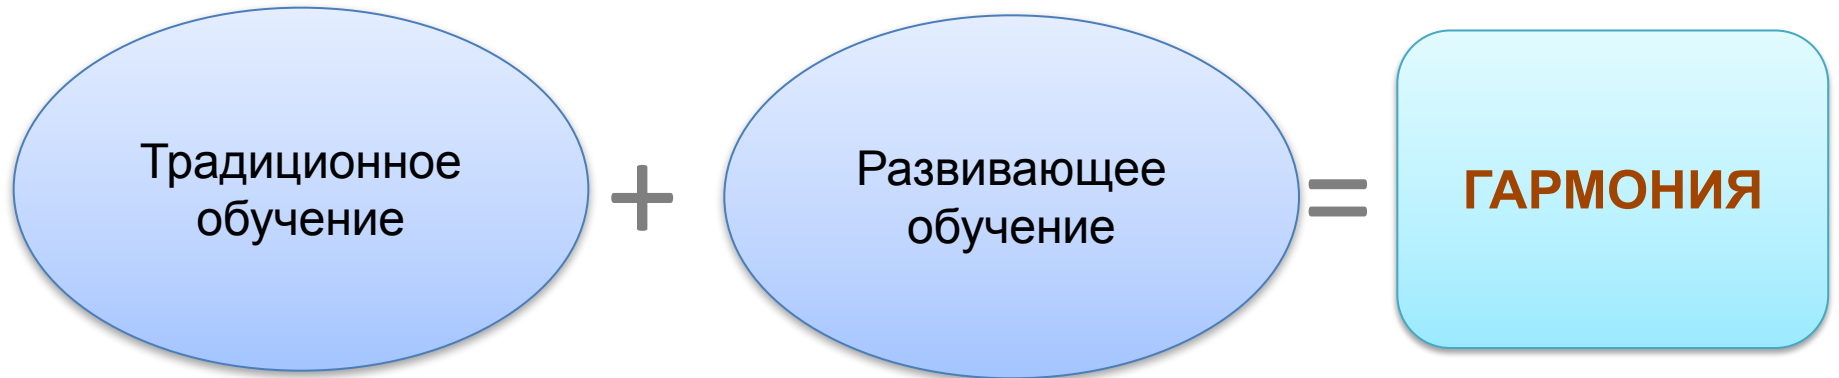 Традиционное
обучение
+
Развивающее
обучение
=
ГАРМОНИЯ